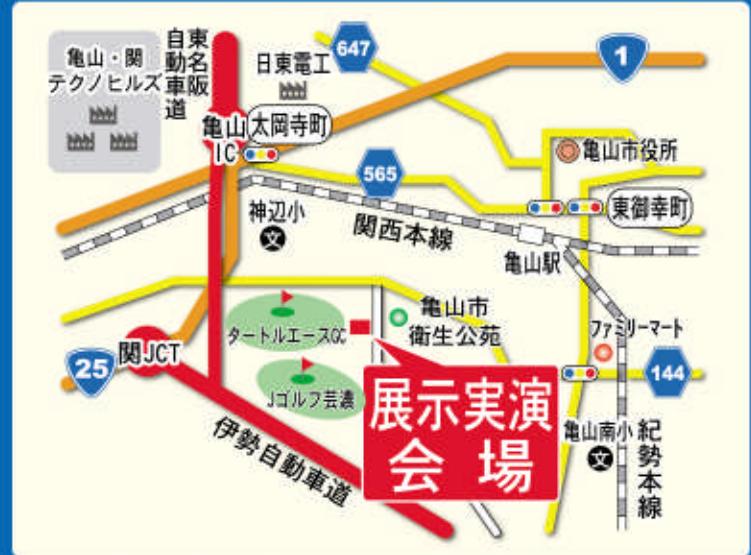 亀山・関
テクノヒルズ
東名阪
自動車道
日東電工
647
1
亀山
IC
太岡寺町
565
亀山市役所
東御幸町
神辺小
文
関西本線
亀山駅
亀山市
衛生公苑
ファミリーマート
タートルエースGC
関JCT
25
Jゴルフ芸濃
144
展示実演
会場
伊勢自動車道
亀山南小
文
紀勢本線